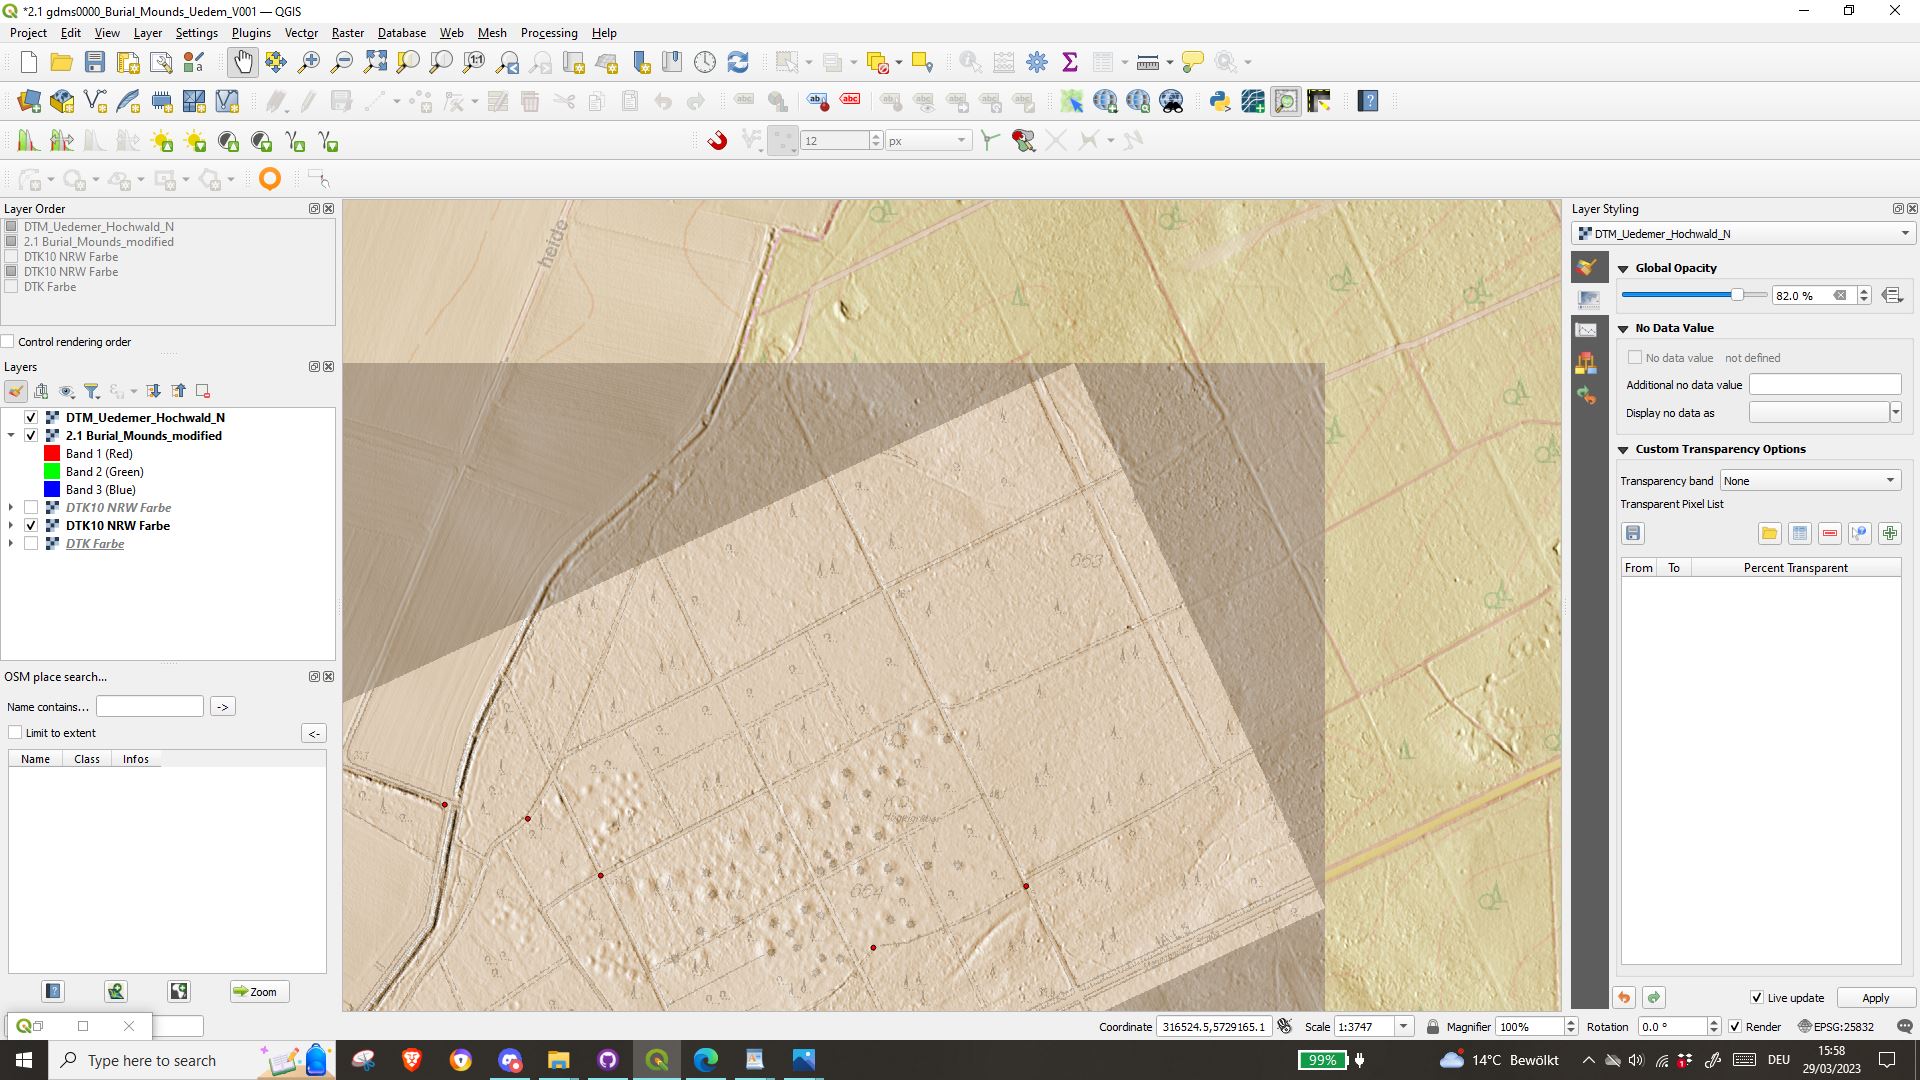 *2.1 gdms0000_Burial_Mounds_Uedem_V001 — QGIS
Project Edit View Layer Settings Plugins Vector Raster Database Web Mesh Processing Help
12 px
Layer Order
DTM_Uedemer_Hochwald_N
2.1 Burial_Mounds_modified
DTK10 NRW Farbe
DTK10 NRW Farbe
DTK Farbe
Control rendering order
Layers
DTM_Uedemer_Hochwald_N
2.1 Burial_Mounds_modified
Band 1 (Red)
Band 2 (Green)
Band 3 (Blue)
DTK10 NRW Farbe
DTK10 NRW Farbe
DTK Farbe
OSM place search...
Name contains... ->
Limit to extent <-
Name Class Infos
Zoom
heide
663
664
Layer Styling
DTM_Uedemer_Hochwald_N
Global Opacity
82.0 %
No Data Value
No data value not defined
Additional no data value
Display no data as
Custom Transparency Options
Transparency band None
Transparent Pixel List
From To Percent Transparent
Live update Apply
Coordinate 316524.5,5729165.1 Scale 1:3747 Magnifier 100% Rotation 0.0 ° Render EPSG:25832
Type here to search
99%
14°C Bewölkt
DEU
15:58
29/03/2023